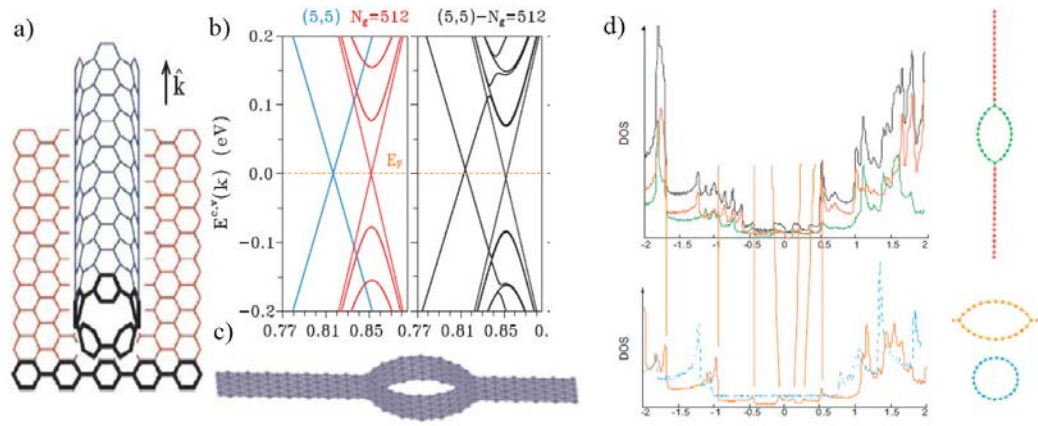 a)
k̂
b)
(5,5) N_g=512
(5,5)-N_g=512
E^{c,v}(k) (eV)
0.2
0.1
0.0
-0.1
-0.2
E_F
0.77 0.81 0.85 0.77 0.81 0.85 0.
c)
d)
DOS
-2 -1.5 -1 -0.5 0 0.5 1 1.5 2
DOS
-2 -1.5 -1 -0.5 0 0.5 1 1.5 2